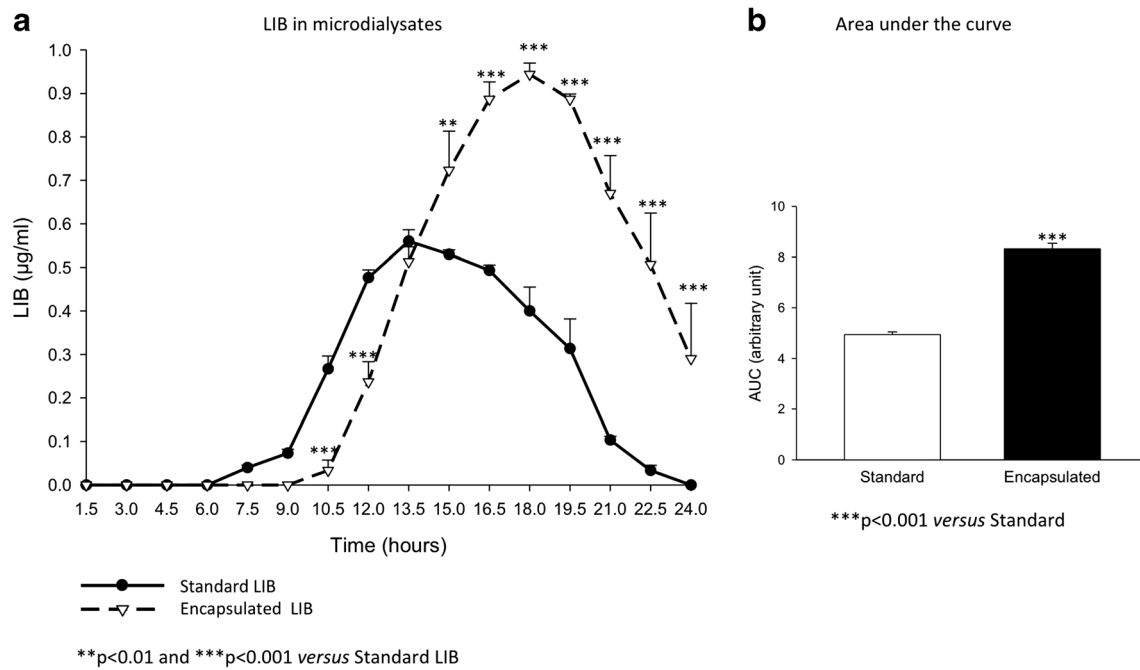 a
LIB in microdialysates
1.0
0.9
0.8
0.7
0.6
0.5
0.4
0.3
0.2
0.1
0.0
LIB (µg/ml)
***
***
**
***
***
***
***
***
***
***
1.5 3.0 4.5 6.0 7.5 9.0 10.5 12.0 13.5 15.0 16.5 18.0 19.5 21.0 22.5 24.0
Time (hours)
Standard LIB
Encapsulated LIB
**p<0.01 and ***p<0.001 versus Standard LIB
b
Area under the curve
10
8
6
4
2
0
AUC (arbitrary unit)
***
Standard Encapsulated
***p<0.001 versus Standard